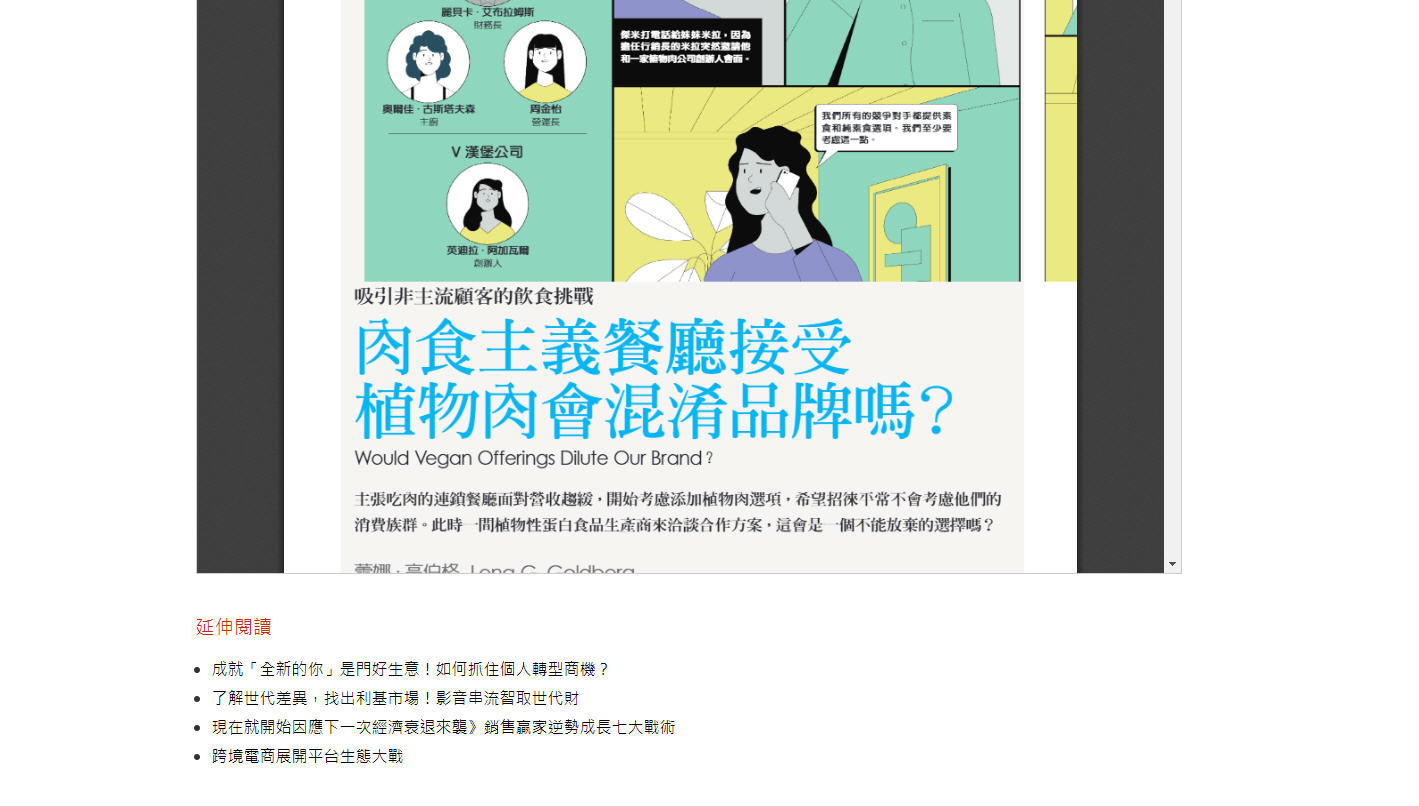 麗貝卡·艾布拉姆斯
財務長
奧爾佳·古斯塔夫森
主廚
周金怡
營運長
V 漢堡公司
英迪拉·阿加瓦爾
創辦人
傑米打電話給妹妹米拉，因為
擔任行銷長的米拉突然邀請他
和一家植物肉公司創辦人會面。
我們所有的競爭對手都提供素
食和純素食選項。我們至少要
考慮這一點。
吸引非主流顧客的飲食挑戰
肉食主義餐廳接受
植物肉會混淆品牌嗎？
Would Vegan Offerings Dilute Our Brand？
主張吃肉的連鎖餐廳面對營收趨緩，開始考慮添加植物肉選項，希望招徠平常不會考慮他們的
消費族群。此時一間植物性蛋白食品生產商來洽談合作方案，這會是一個不能放棄的選擇嗎？
蕾娜·高伯格 Lena G. Goldberg
延伸閱讀
成就「全新的你」是門好生意！如何抓住個人轉型商機？
了解世代差異，找出利基市場！影音串流智取世代財
現在就開始因應下一次經濟衰退來襲》銷售贏家逆勢成長七大戰術
跨境電商展開平台生態大戰